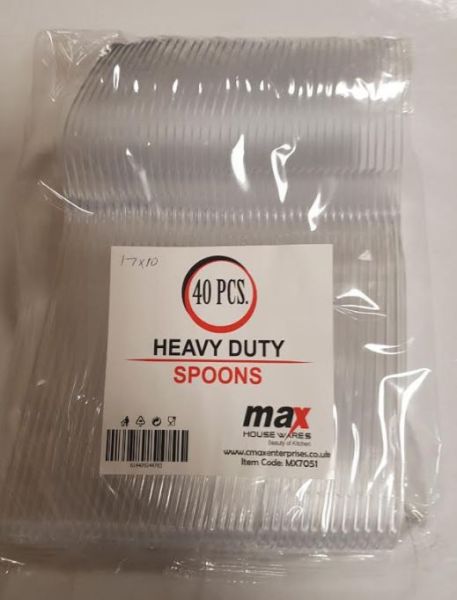 17x10
40 PCS.
HEAVY DUTY
SPOONS
max
HOUSE WARES
Beauty of Kitchen
www.cmaxenterprises.co.uk
Item Code: MX7051